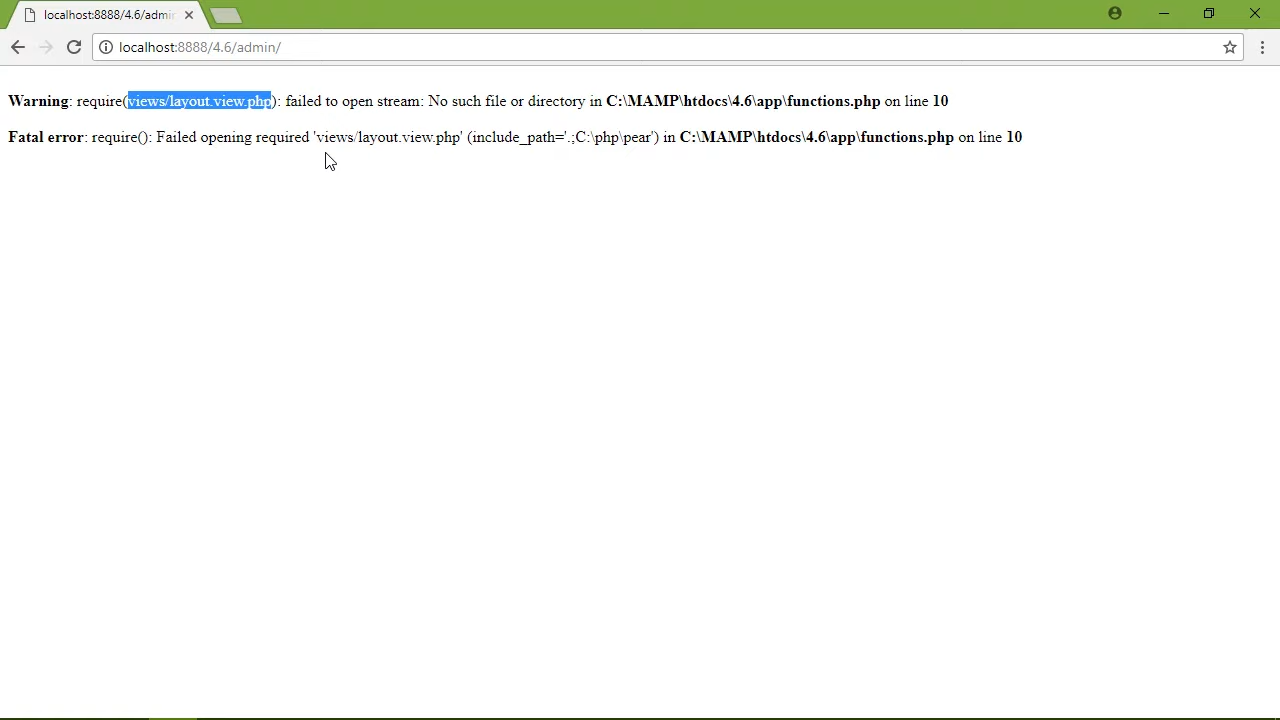 localhost:8888/4.6/admin
localhost:8888/4.6/admin/
Warning: require(views/layout.view.php): failed to open stream: No such file or directory in C:\MAMP\htdocs\4.6\app\functions.php on line 10
Fatal error: require(): Failed opening required 'views/layout.view.php' (include_path='.;C:\php\pear') in C:\MAMP\htdocs\4.6\app\functions.php on line 10